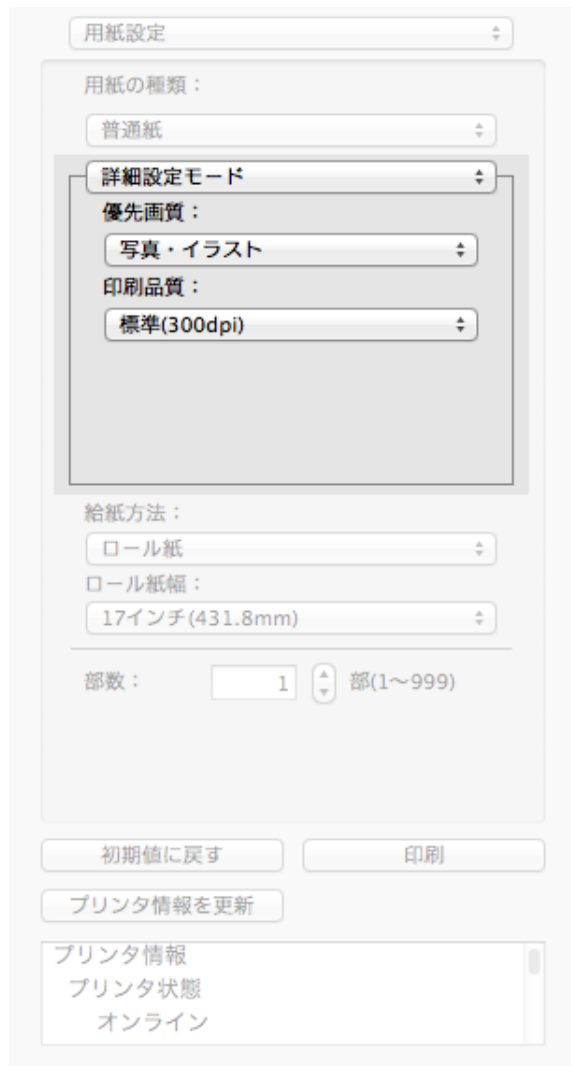 用紙設定
用紙の種類：
普通紙
詳細設定モード
優先画質：
写真・イラスト
印刷品質：
標準(300dpi)
給紙方法：
ロール紙
ロール紙幅：
17インチ(431.8mm)
部数： 1 部(1～999)
初期値に戻す 印刷
プリンタ情報を更新
プリンタ情報
プリンタ状態
オンライン